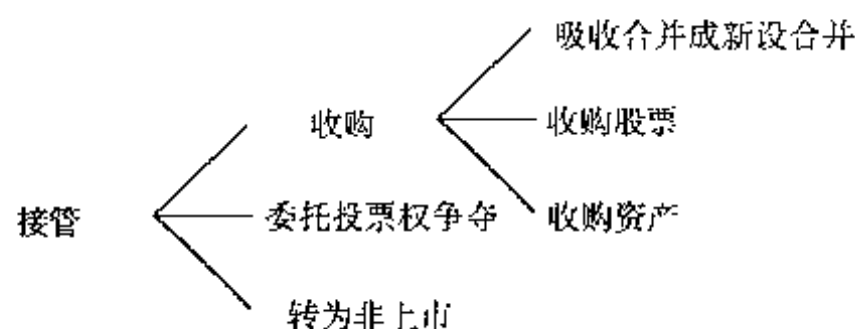 吸收合并成新设合并
收购
收购股票
接管
委托投票权争夺
收购资产
转为非上市